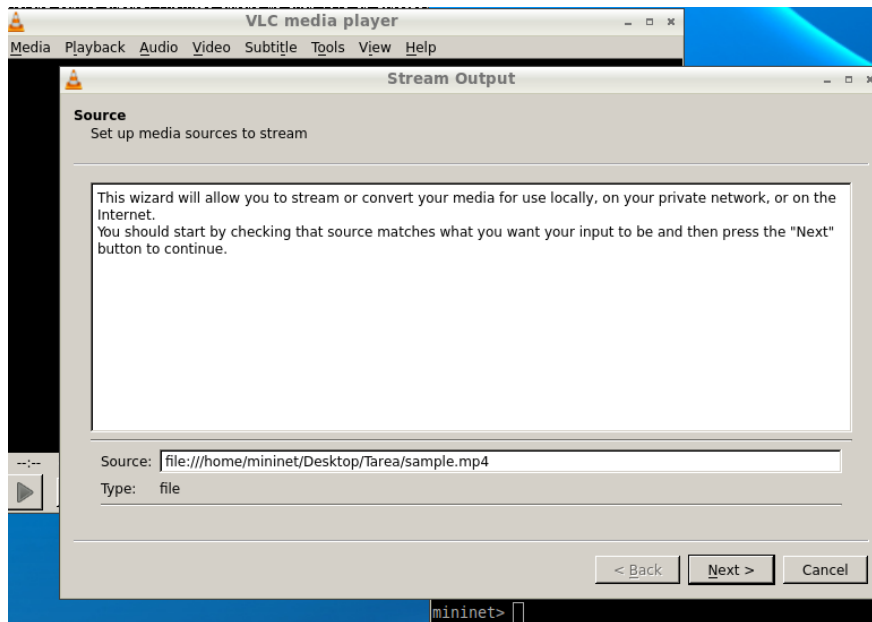 VLC media player
Media Playback Audio Video Subtitle Tools View Help
Stream Output
Source
Set up media sources to stream
This wizard will allow you to stream or convert your media for use locally, on your private network, or on the
Internet.
You should start by checking that source matches what you want your input to be and then press the "Next"
button to continue.
--:--
Source: file:///home/mininet/Desktop/Tarea/sample.mp4
Type: file
< Back Next > Cancel
mininet>